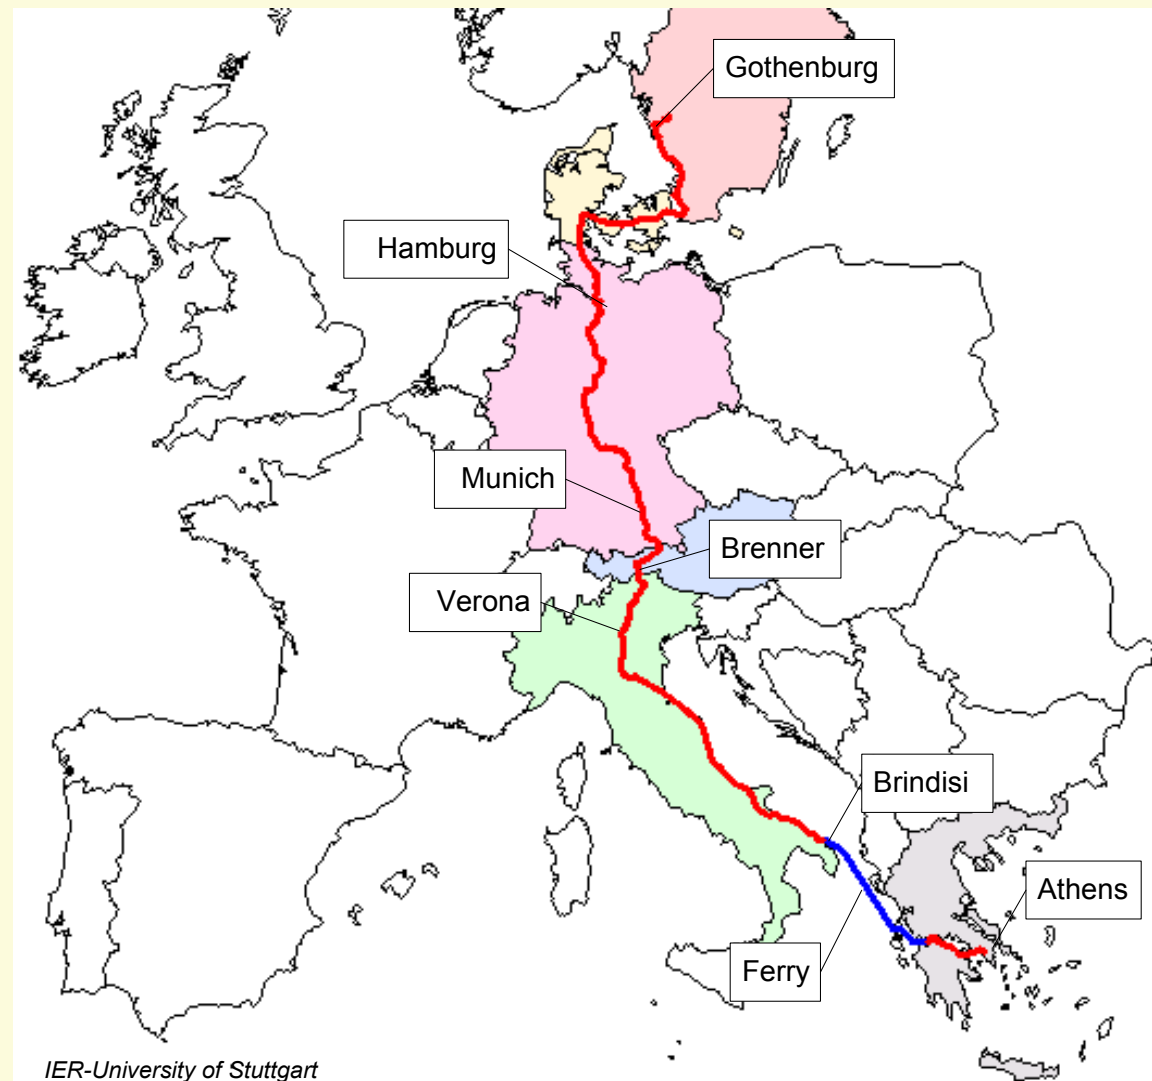 Gothenburg
Hamburg
Munich
Brenner
Verona
Brindisi
Athens
Ferry
IER-University of Stuttgart